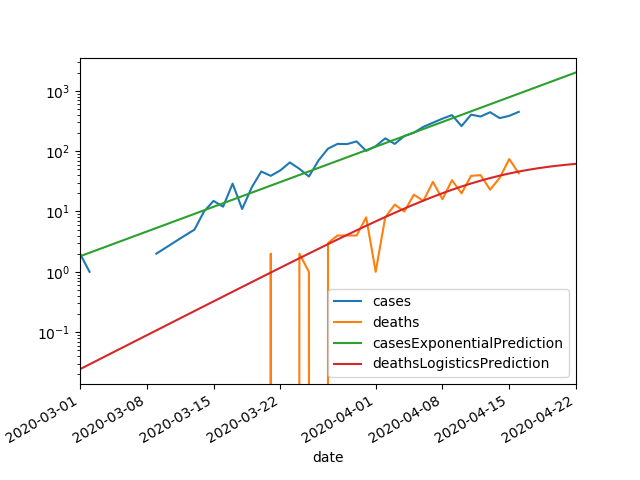 10³
10²
10¹
10⁰
10⁻¹
cases
deaths
casesExponentialPrediction
deathsLogisticsPrediction
2020-03-01
2020-03-08
2020-03-15
2020-03-22
2020-04-01
2020-04-08
2020-04-15
2020-04-22
date